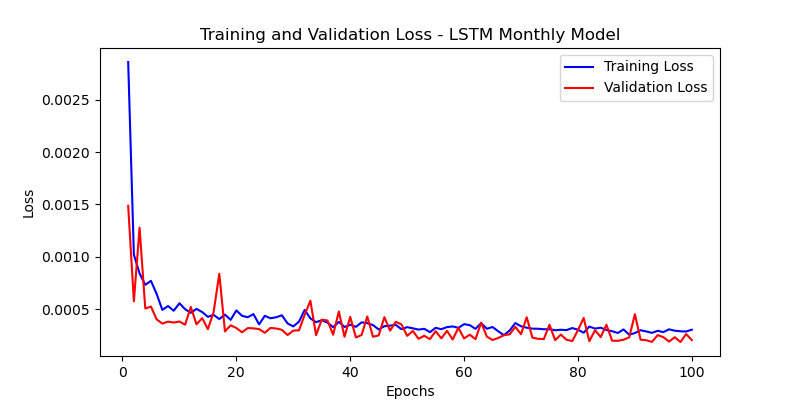 Training and Validation Loss - LSTM Monthly Model
Training Loss
Validation Loss
Loss
0.0025
0.0020
0.0015
0.0010
0.0005
0 20 40 60 80 100
Epochs